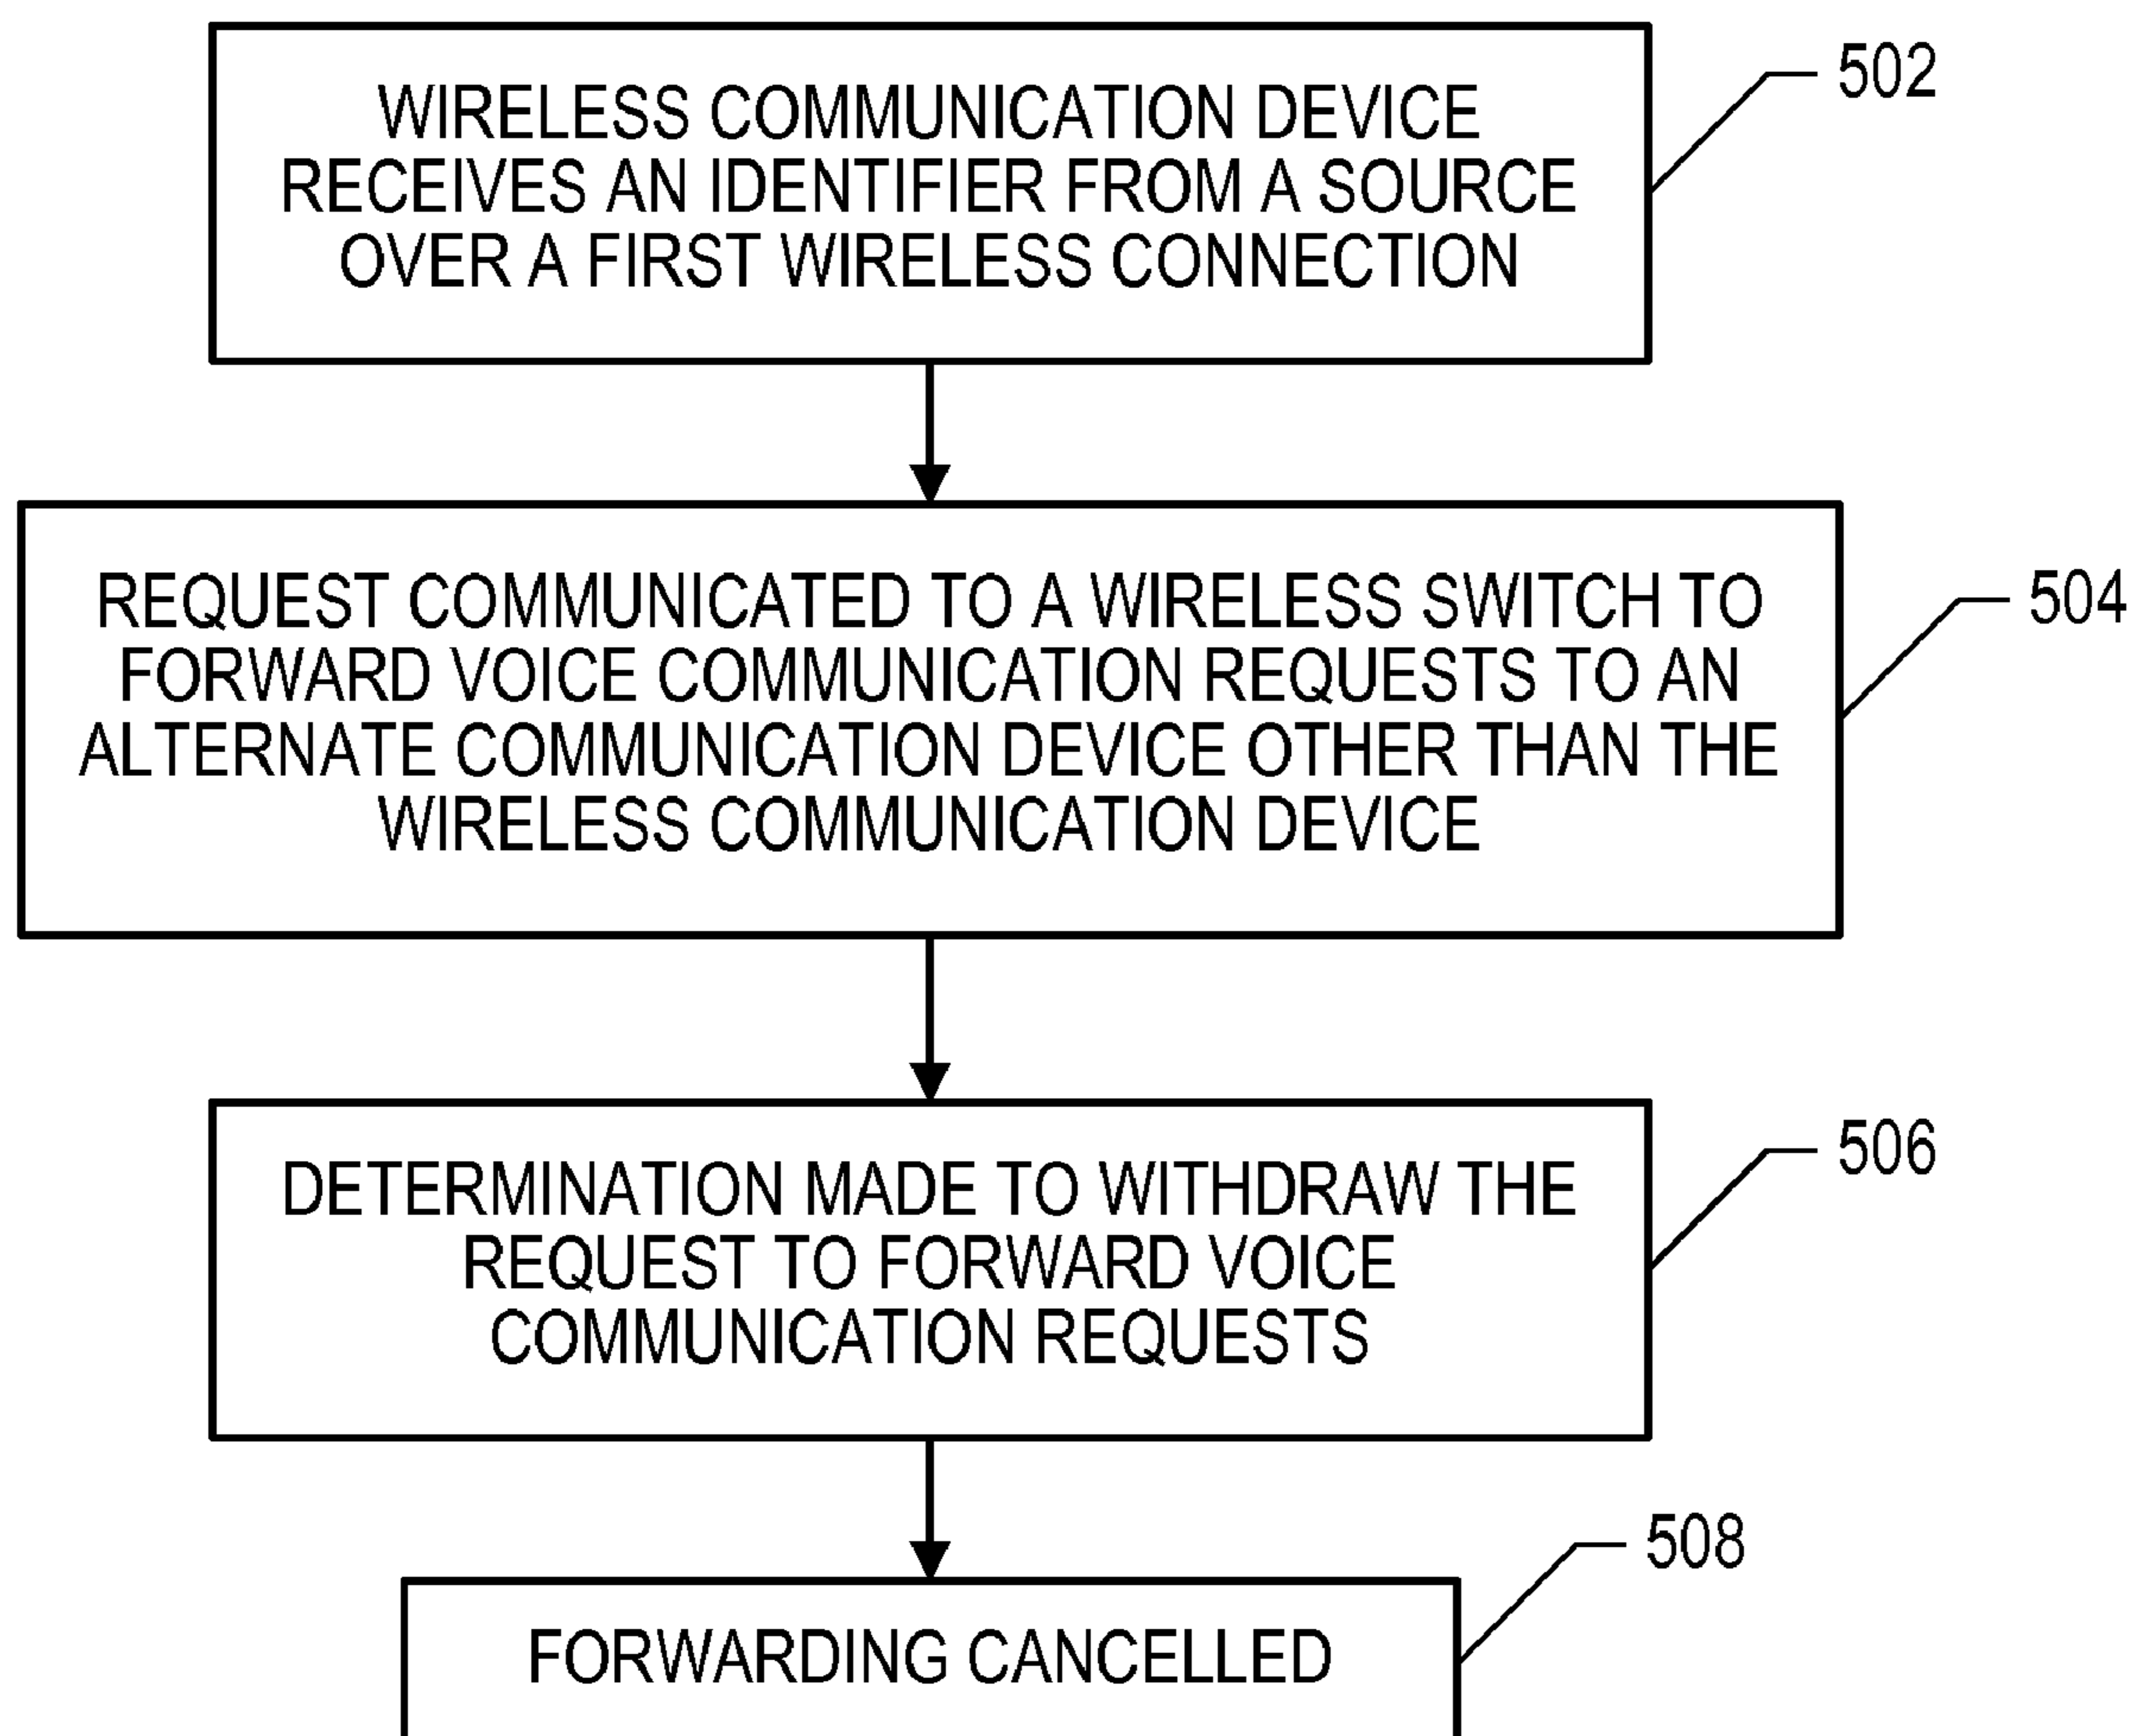 WIRELESS COMMUNICATION DEVICE
RECEIVES AN IDENTIFIER FROM A SOURCE
OVER A FIRST WIRELESS CONNECTION
502
REQUEST COMMUNICATED TO A WIRELESS SWITCH TO
FORWARD VOICE COMMUNICATION REQUESTS TO AN
ALTERNATE COMMUNICATION DEVICE OTHER THAN THE
WIRELESS COMMUNICATION DEVICE
504
DETERMINATION MADE TO WITHDRAW THE
REQUEST TO FORWARD VOICE
COMMUNICATION REQUESTS
506
FORWARDING CANCELLED
508